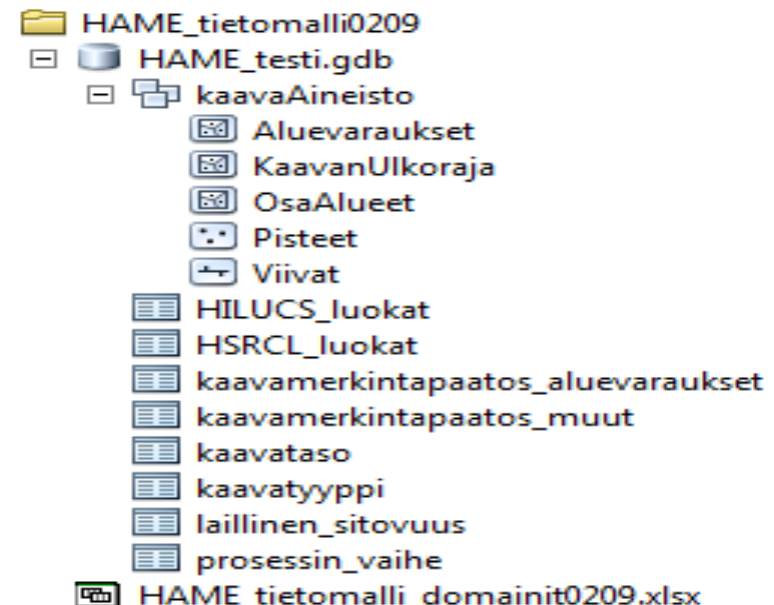 HAME_tietomalli0209
HAME_testi.gdb
kaavaAineisto
Aluevaraukset
KaavanUlkoraja
OsaAlueet
Pisteet
Viivat
HILUCS_luokat
HSRCL_luokat
kaavamerkintapaatos_aluevaraukset
kaavamerkintapaatos_muut
kaavataso
kaavatyyppi
laillinen_sitovuus
prosessin_vaihe
HAME_tietomalli_domainit0209.xlsx